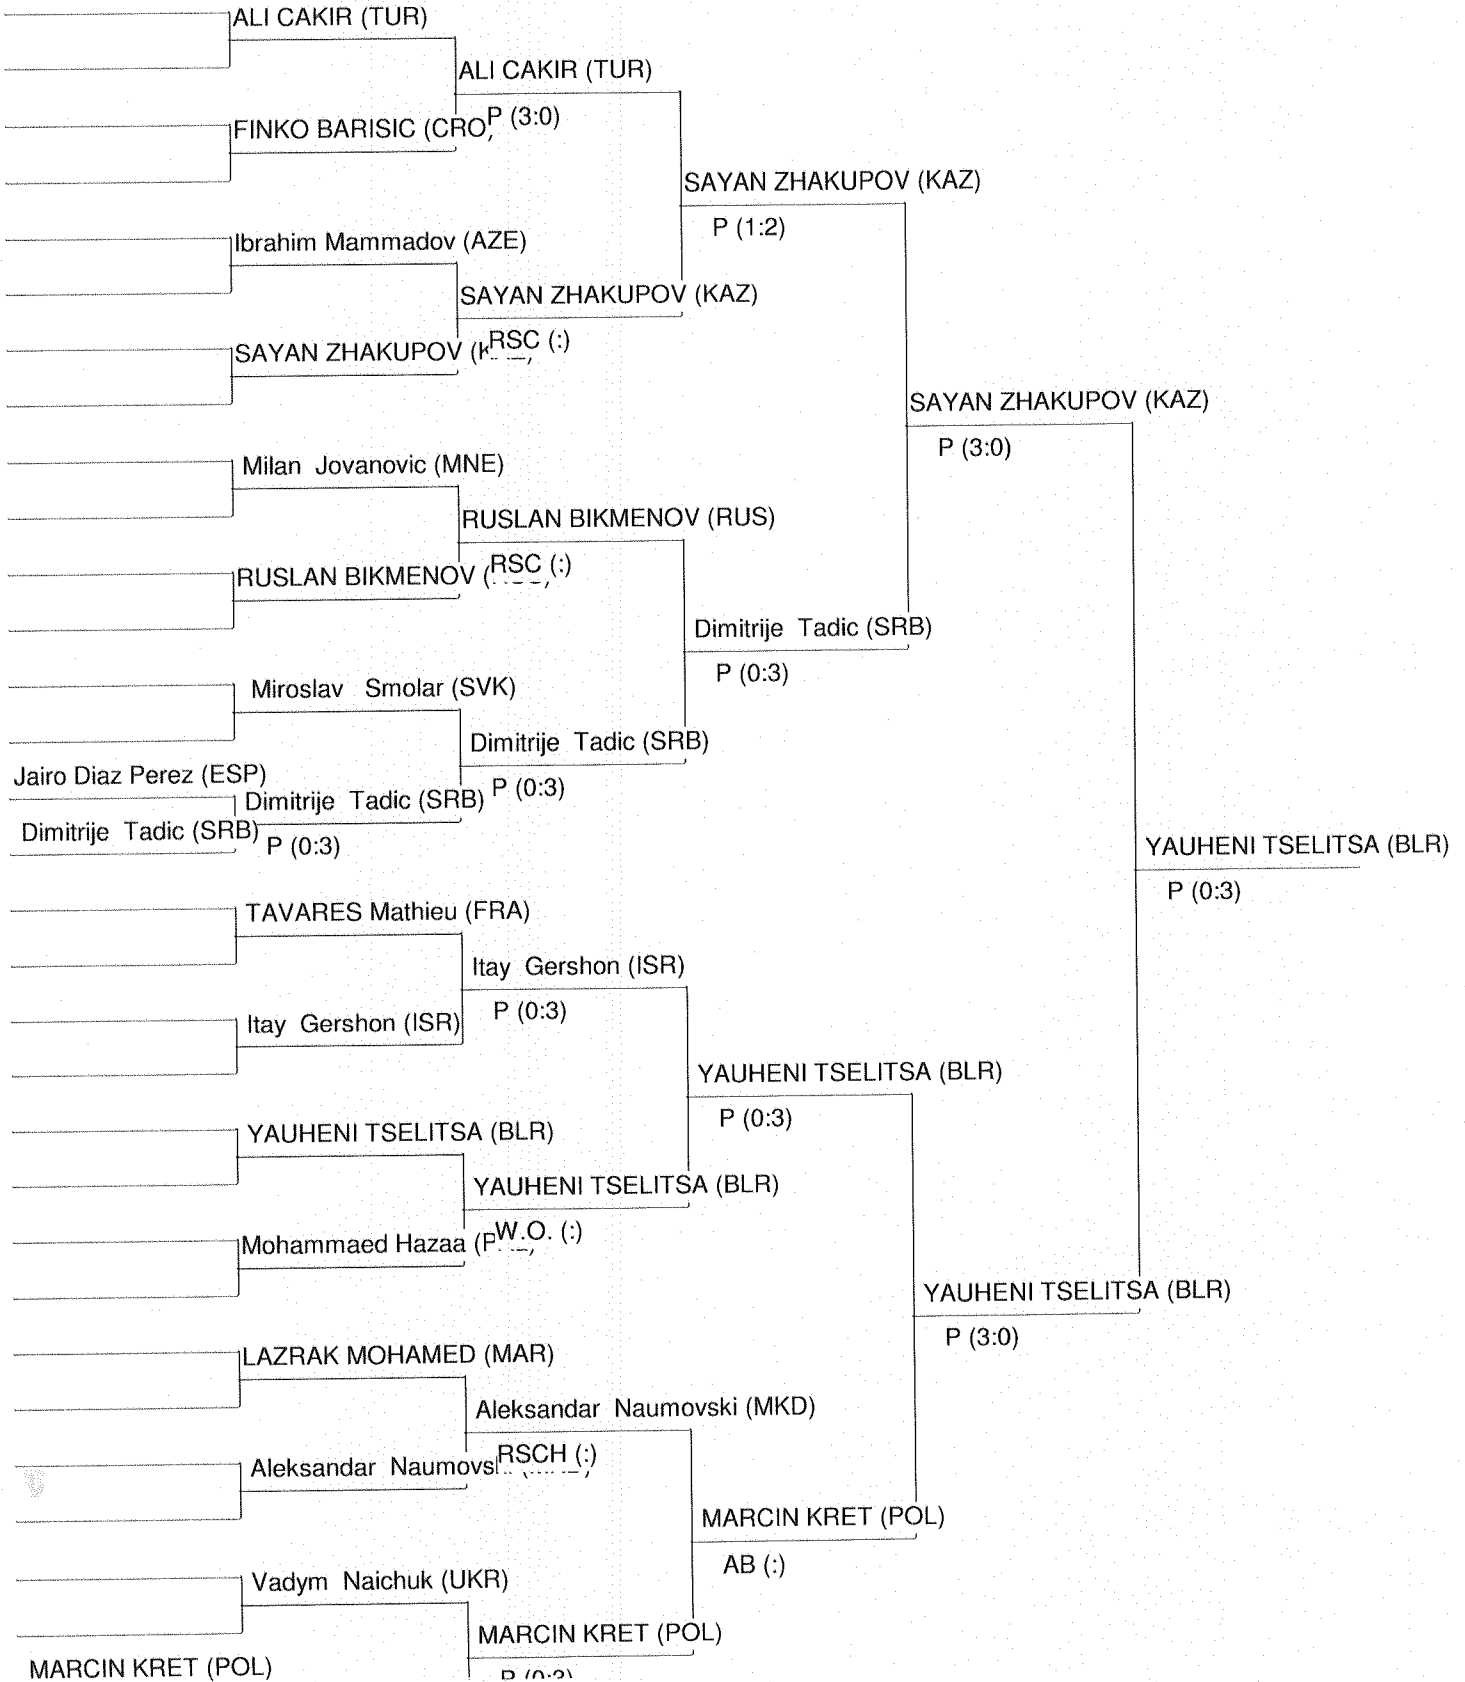 ALI CAKIR (TUR)
ALI CAKIR (TUR)
P (3:0)
FINKO BARISIC (CRO)
SAYAN ZHAKUPOV (KAZ)
P (1:2)
Ibrahim Mammadov (AZE)
SAYAN ZHAKUPOV (KAZ)
RSC (:)
SAYAN ZHAKUPOV
SAYAN ZHAKUPOV (KAZ)
P (3:0)
Milan Jovanovic (MNE)
RUSLAN BIKMENOV (RUS)
RSC (:)
RUSLAN BIKMENOV (
Dimitrije Tadic (SRB)
P (0:3)
Miroslav Smolar (SVK)
Dimitrije Tadic (SRB)
P (0:3)
Jairo Diaz Perez (ESP)
Dimitrije Tadic (SRB)
Dimitrije Tadic (SRB)
P (0:3)
YAUHENI TSELITSA (BLR)
P (0:3)
TAVARES Mathieu (FRA)
Itay Gershon (ISR)
P (0:3)
Itay Gershon (ISR)
YAUHENI TSELITSA (BLR)
P (0:3)
YAUHENI TSELITSA (BLR)
YAUHENI TSELITSA (BLR)
W.O. (:)
Mohammaed Hazaa
YAUHENI TSELITSA (BLR)
P (3:0)
LAZRAK MOHAMED (MAR)
Aleksandar Naumovski (MKD)
RSCH (:)
Aleksandar Naumovs
MARCIN KRET (POL)
AB (:)
Vadym Naichuk (UKR)
MARCIN KRET (POL)
MARCIN KRET (POL)